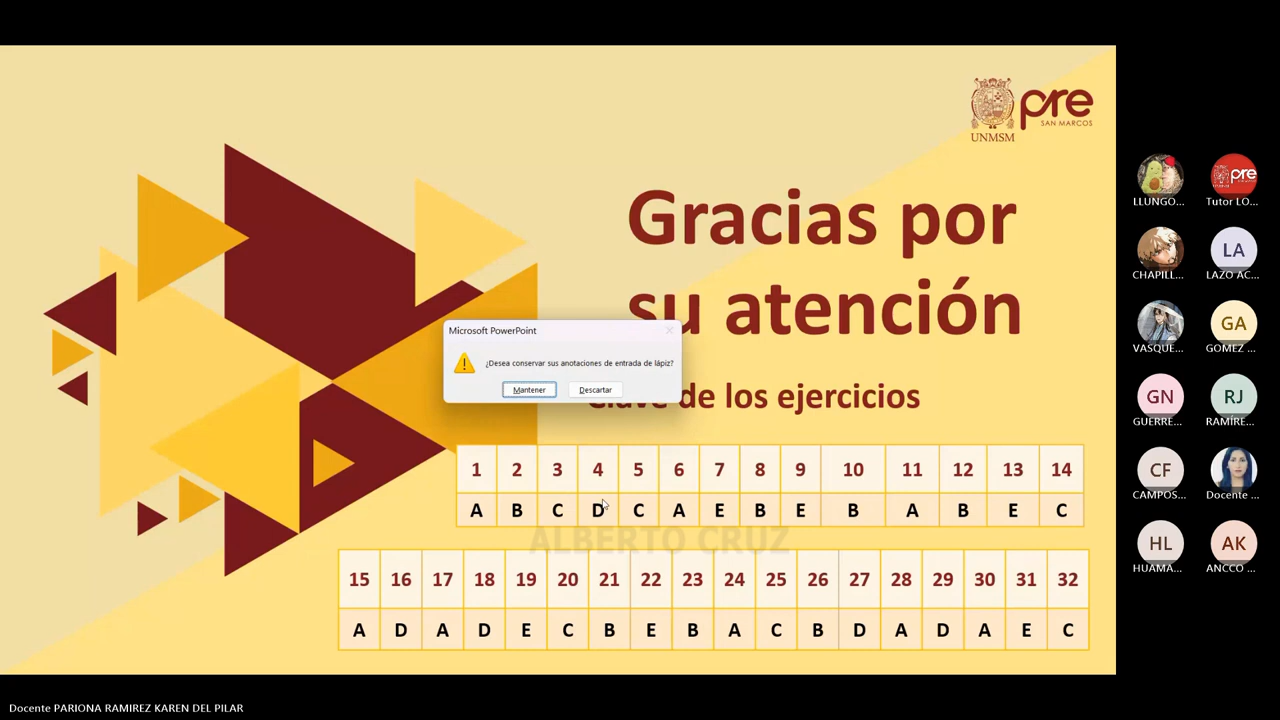 pre
SAN MARCOS
UNMSM
Gracias por
su atención
Microsoft PowerPoint
¿Desea conservar sus anotaciones de entrada de lápiz?
Mantener Descartar
Clave de los ejercicios
1 2 3 4 5 6 7 8 9 10 11 12 13 14
A B C D C A E B E B A B E C
ALBERTO CRUZ
15 16 17 18 19 20 21 22 23 24 25 26 27 28 29 30 31 32
A D A D E C B E B A C B D A D A E C
LLUNGO... Tutor LO...
LA
CHAPILL... LAZO AC...
GA
VASQUE... GOMEZ ...
GN RJ
GUERRE... RAMÍRE...
CF
CAMPOS... Docente ...
HL AK
HUAMA... ANCCO ...
Docente PARIONA RAMIREZ KAREN DEL PILAR